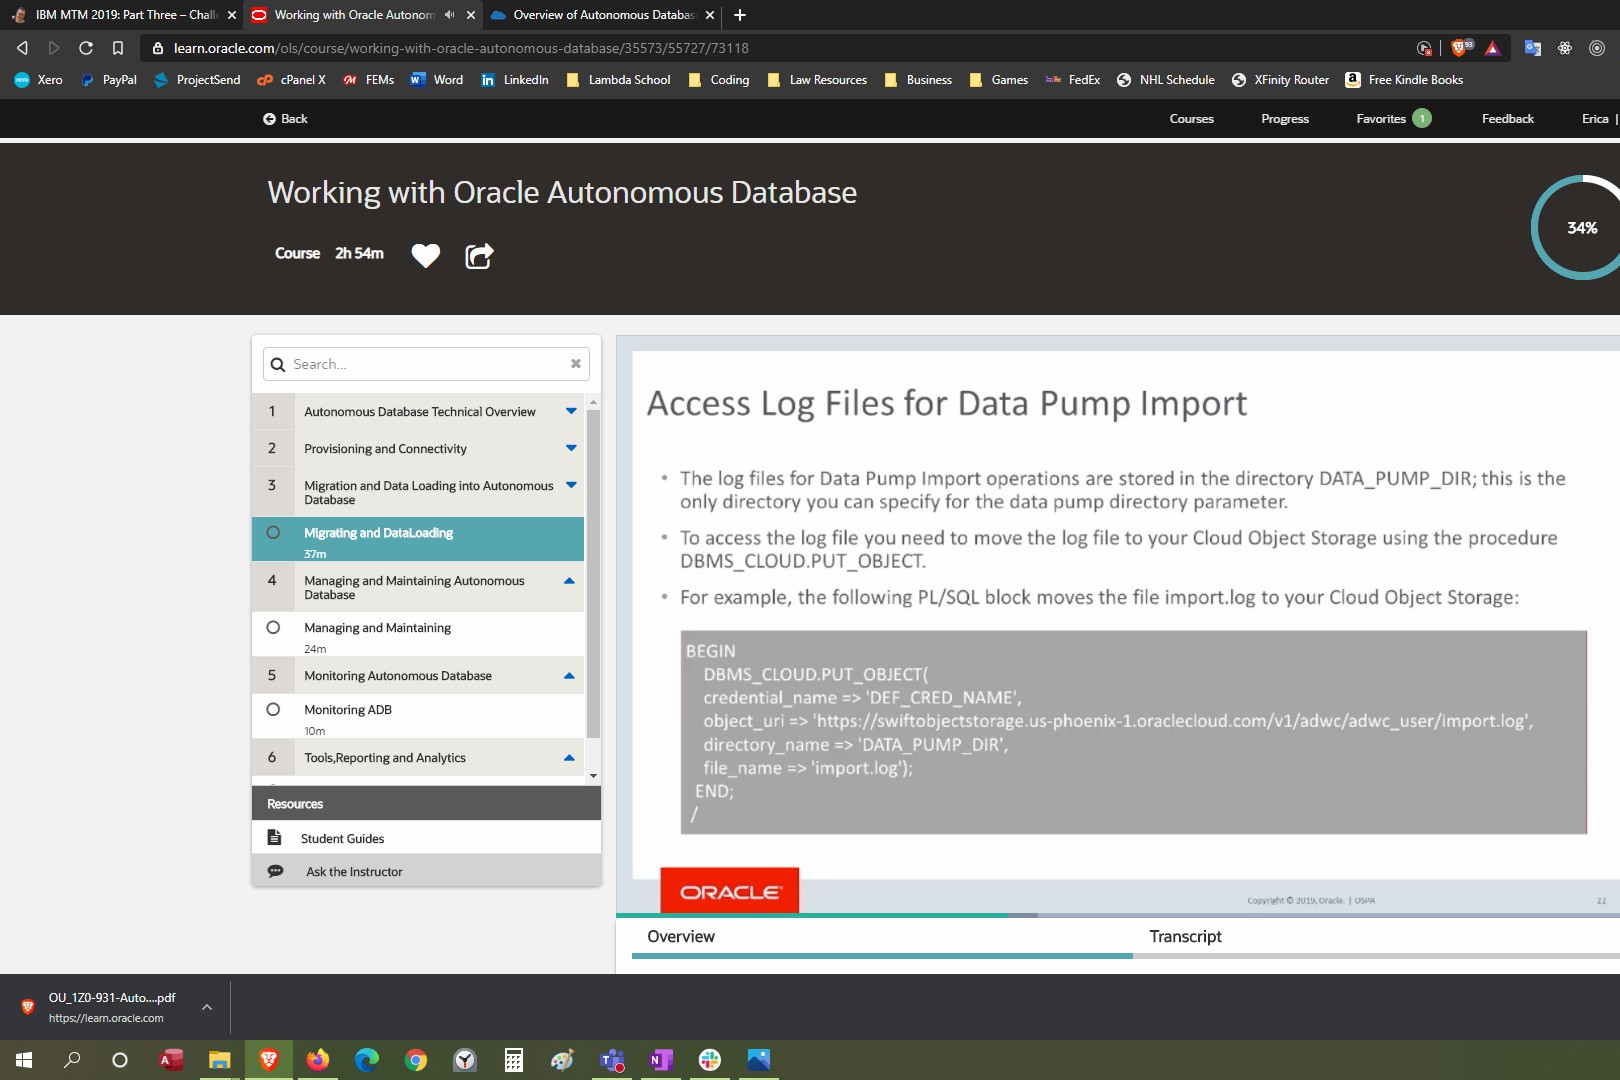 IBM MTM 2019: Part Three – Chall
Working with Oracle Autonom
Overview of Autonomous Databas
learn.oracle.com/ols/course/working-with-oracle-autonomous-database/35573/55727/73118
93
Xero PayPal ProjectSend cPanel X FEMs Word LinkedIn Lambda School Coding Law Resources Business Games FedEx NHL Schedule XFinity Router Free Kindle Books
Back Courses Progress Favorites 1 Feedback Erica |
Working with Oracle Autonomous Database
Course 2h 54m
34%
Search...
1 Autonomous Database Technical Overview
2 Provisioning and Connectivity
3 Migration and Data Loading into Autonomous
Database
Migrating and DataLoading
37m
4 Managing and Maintaining Autonomous
Database
Managing and Maintaining
24m
5 Monitoring Autonomous Database
Monitoring ADB
10m
6 Tools,Reporting and Analytics
Resources
Student Guides
Ask the Instructor
Access Log Files for Data Pump Import
• The log files for Data Pump Import operations are stored in the directory DATA_PUMP_DIR; this is the
only directory you can specify for the data pump directory parameter.
• To access the log file you need to move the log file to your Cloud Object Storage using the procedure
DBMS_CLOUD.PUT_OBJECT.
• For example, the following PL/SQL block moves the file import.log to your Cloud Object Storage:
BEGIN
DBMS_CLOUD.PUT_OBJECT(
credential_name => 'DEF_CRED_NAME',
object_uri => 'https://swiftobjectstorage.us-phoenix-1.oraclecloud.com/v1/adwc/adwc_user/import.log',
directory_name => 'DATA_PUMP_DIR',
file_name => 'import.log');
END;
/
ORACLE
Copyright © 2019, Oracle. | OSPA 22
Overview Transcript
OU_1Z0-931-Auto....pdf
https://learn.oracle.com